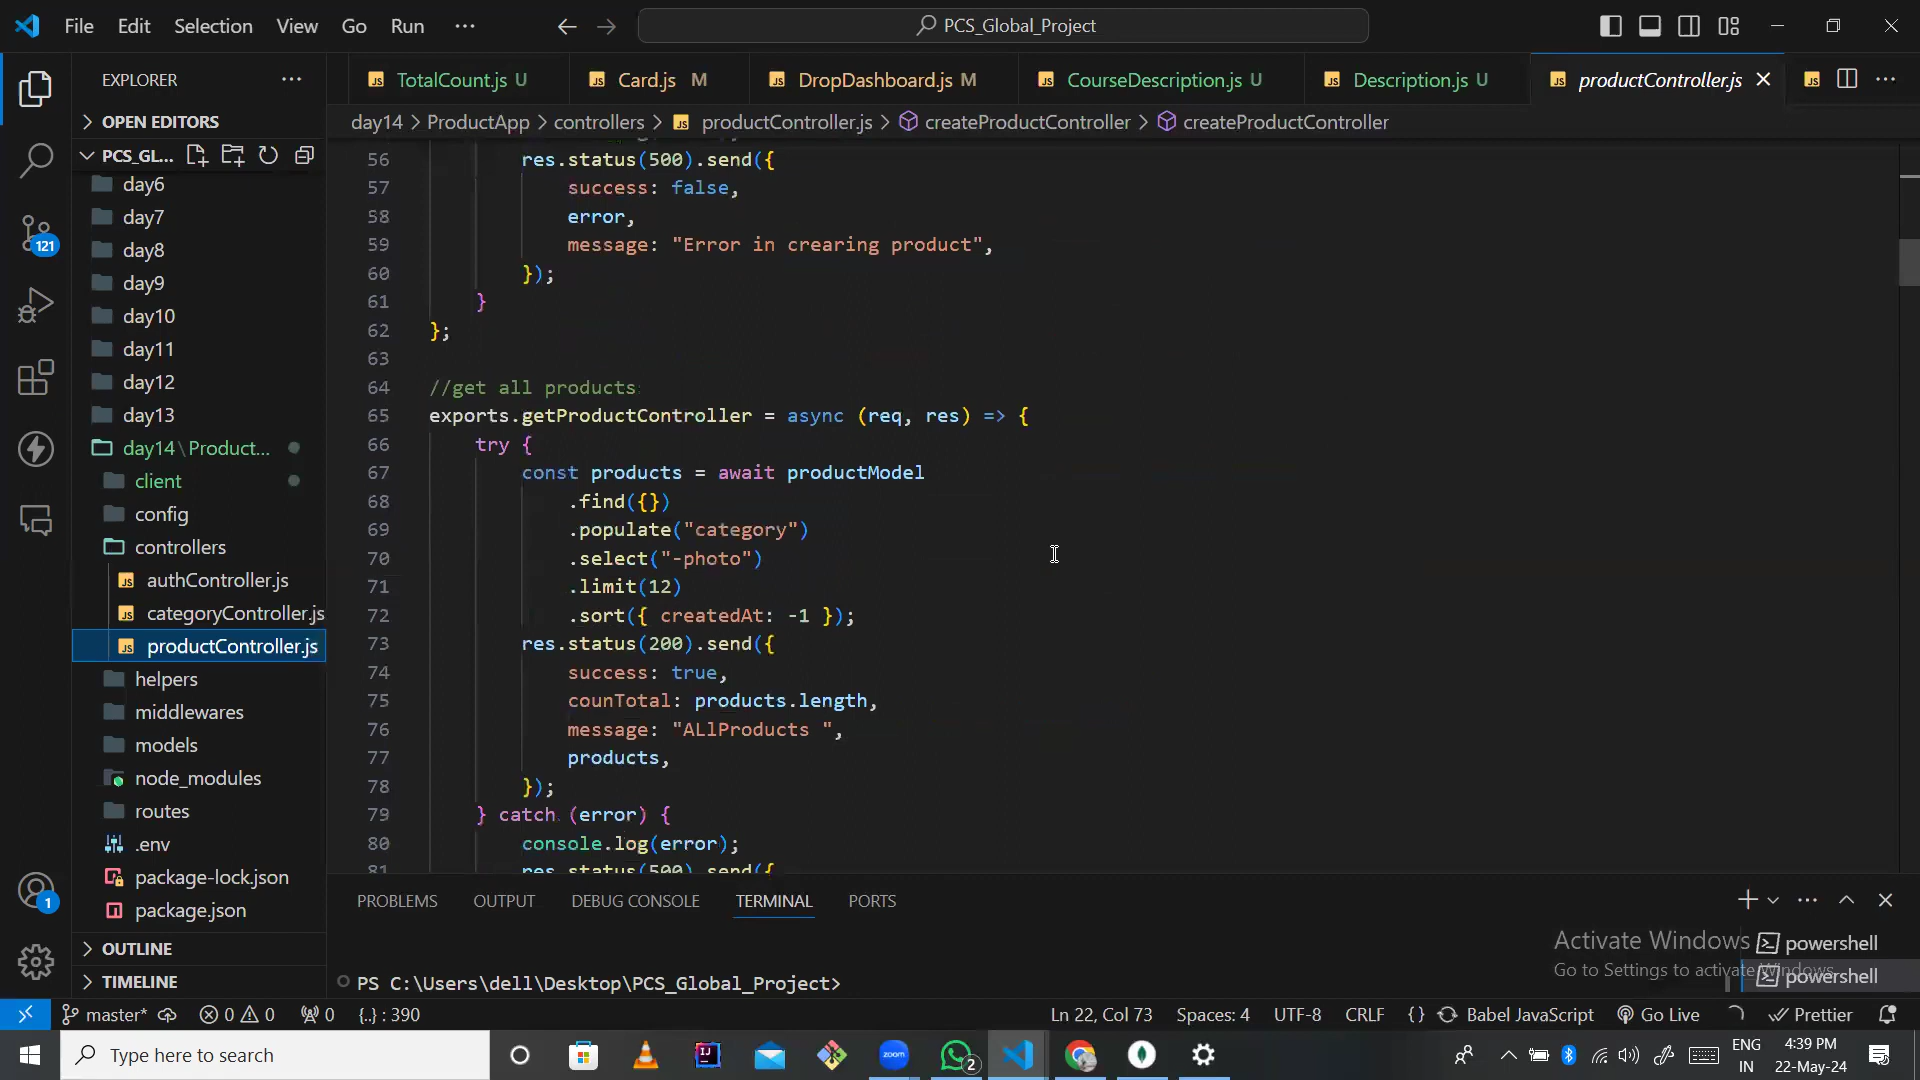 File Edit Selection View Go Run ··· PCS_Global_Project
EXPLORER ···
TotalCount.js U Card.js M DropDashboard.js M CourseDescription.js U Description.js U productController.js
OPEN EDITORS
day14 > ProductApp > controllers > productController.js > createProductController > createProductController
PCS_GL...
day6
day7
day8
day9
day10
day11
day12
day13
day14\Product...
client
config
controllers
authController.js
categoryController.js
productController.js
helpers
middlewares
models
node_modules
routes
.env
package-lock.json
package.json
OUTLINE
TIMELINE
121
1
56 res.status(500).send({
57 success: false,
58 error,
59 message: "Error in crearing product",
60 });
61 }
62 };
63
64 //get all products
65 exports.getProductController = async (req, res) => {
66 try {
67 const products = await productModel
68 .find({})
69 .populate("category")
70 .select("-photo")
71 .limit(12)
72 .sort({ createdAt: -1 });
73 res.status(200).send({
74 success: true,
75 counTotal: products.length,
76 message: "ALlProducts ",
77 products,
78 });
79 } catch (error) {
80 console.log(error);
81 res.status(500).send({
PROBLEMS OUTPUT DEBUG CONSOLE TERMINAL PORTS
PS C:\Users\dell\Desktop\PCS_Global_Project>
powershell
powershell
Activate Windows
Go to Settings to activate Windows.
master* 0 0 0 {..} : 390 Ln 22, Col 73 Spaces: 4 UTF-8 CRLF {} Babel JavaScript Go Live Prettier
Type here to search
zoom
2
ENG
IN
4:39 PM
22-May-24